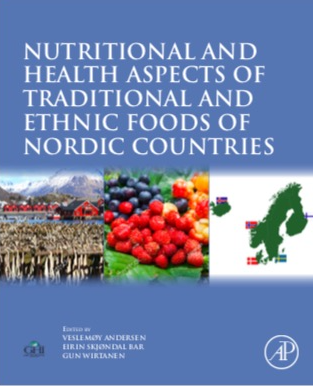 NUTRITIONAL AND
HEALTH ASPECTS OF
TRADITIONAL AND
ETHNIC FOODS OF
NORDIC COUNTRIES
EDITED BY
VESLEMØY ANDERSEN
EIRIN SKJØNDAL BAR
GUN WIRTANEN
AP